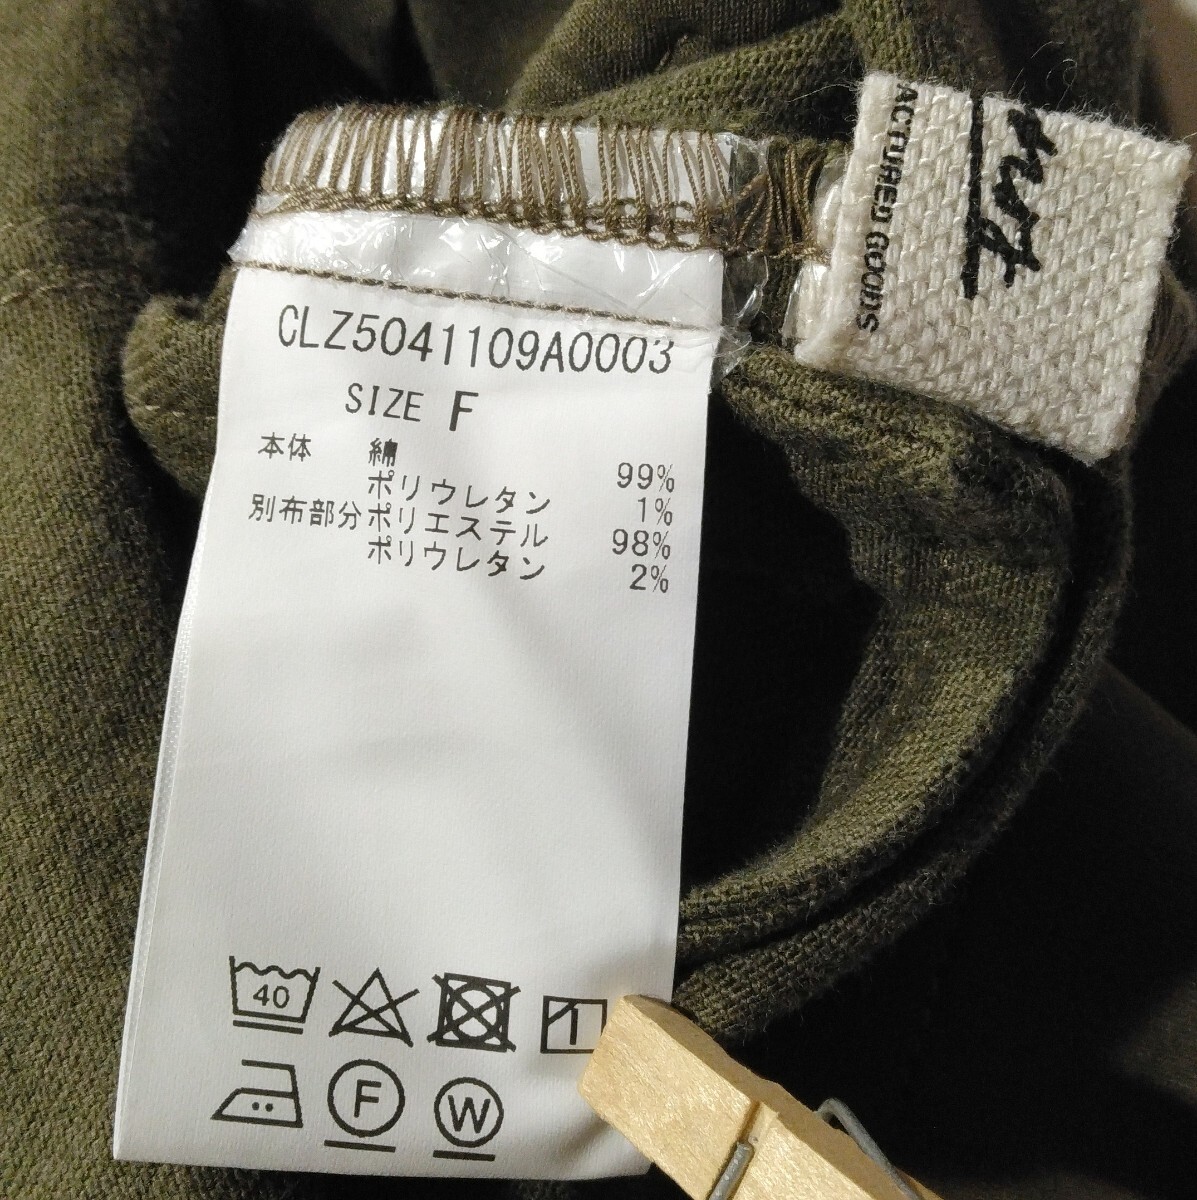 CLZ5041109A0003
SIZE F
本体 綿 99%
ポリウレタン 1%
別布部分ポリエステル 98%
ポリウレタン 2%
40
F
W
GOODS